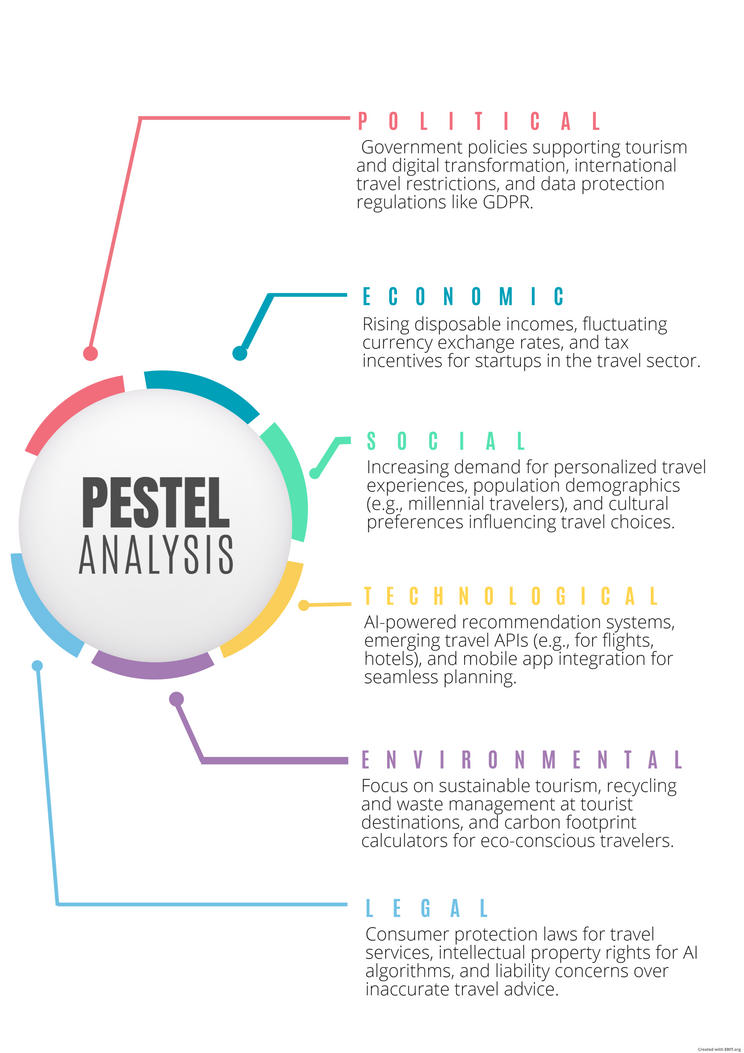 POLITICAL
Government policies supporting tourism
and digital transformation, international
travel restrictions, and data protection
regulations like GDPR.
ECONOMIC
Rising disposable incomes, fluctuating
currency exchange rates, and tax
incentives for startups in the travel sector.
SOCIAL
Increasing demand for personalized travel
experiences, population demographics
(e.g., millennial travelers), and cultural
preferences influencing travel choices.
PESTEL
ANALYSIS
TECHNOLOGICAL
AI-powered recommendation systems,
emerging travel APIs (e.g., for flights,
hotels), and mobile app integration for
seamless planning.
ENVIRONMENTAL
Focus on sustainable tourism, recycling
and waste management at tourist
destinations, and carbon footprint
calculators for eco-conscious travelers.
LEGAL
Consumer protection laws for travel
services, intellectual property rights for AI
algorithms, and liability concerns over
inaccurate travel advice.